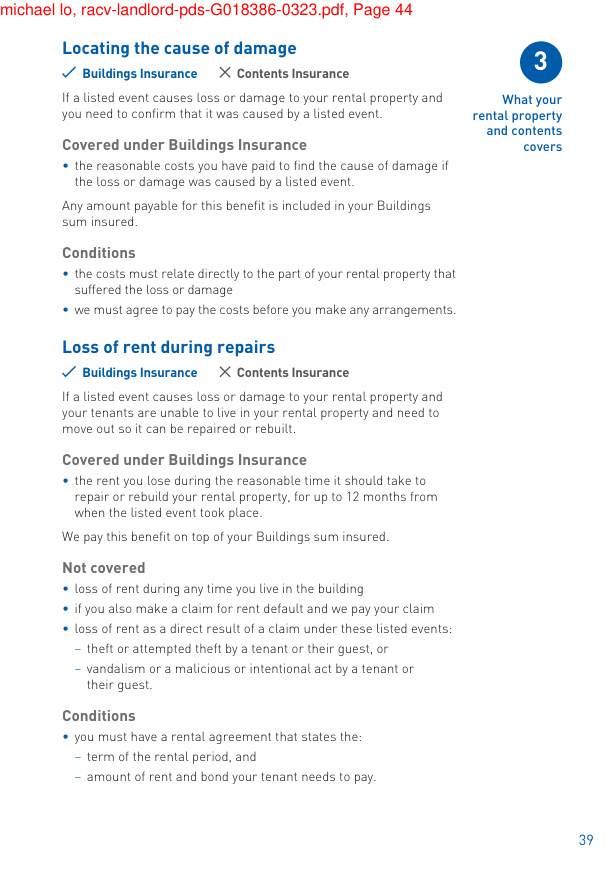 michael lo, racv-landlord-pds-G018386-0323.pdf, Page 44
Locating the cause of damage
✓ Buildings Insurance ✕ Contents Insurance
If a listed event causes loss or damage to your rental property and
you need to confirm that it was caused by a listed event.
Covered under Buildings Insurance
• the reasonable costs you have paid to find the cause of damage if
the loss or damage was caused by a listed event.
Any amount payable for this benefit is included in your Buildings
sum insured.
Conditions
• the costs must relate directly to the part of your rental property that
suffered the loss or damage
• we must agree to pay the costs before you make any arrangements.
Loss of rent during repairs
✓ Buildings Insurance ✕ Contents Insurance
If a listed event causes loss or damage to your rental property and
your tenants are unable to live in your rental property and need to
move out so it can be repaired or rebuilt.
Covered under Buildings Insurance
• the rent you lose during the reasonable time it should take to
repair or rebuild your rental property, for up to 12 months from
when the listed event took place.
We pay this benefit on top of your Buildings sum insured.
Not covered
• loss of rent during any time you live in the building
• if you also make a claim for rent default and we pay your claim
• loss of rent as a direct result of a claim under these listed events:
– theft or attempted theft by a tenant or their guest, or
– vandalism or a malicious or intentional act by a tenant or
their guest.
Conditions
• you must have a rental agreement that states the:
– term of the rental period, and
– amount of rent and bond your tenant needs to pay.
3
What your
rental property
and contents
covers
39